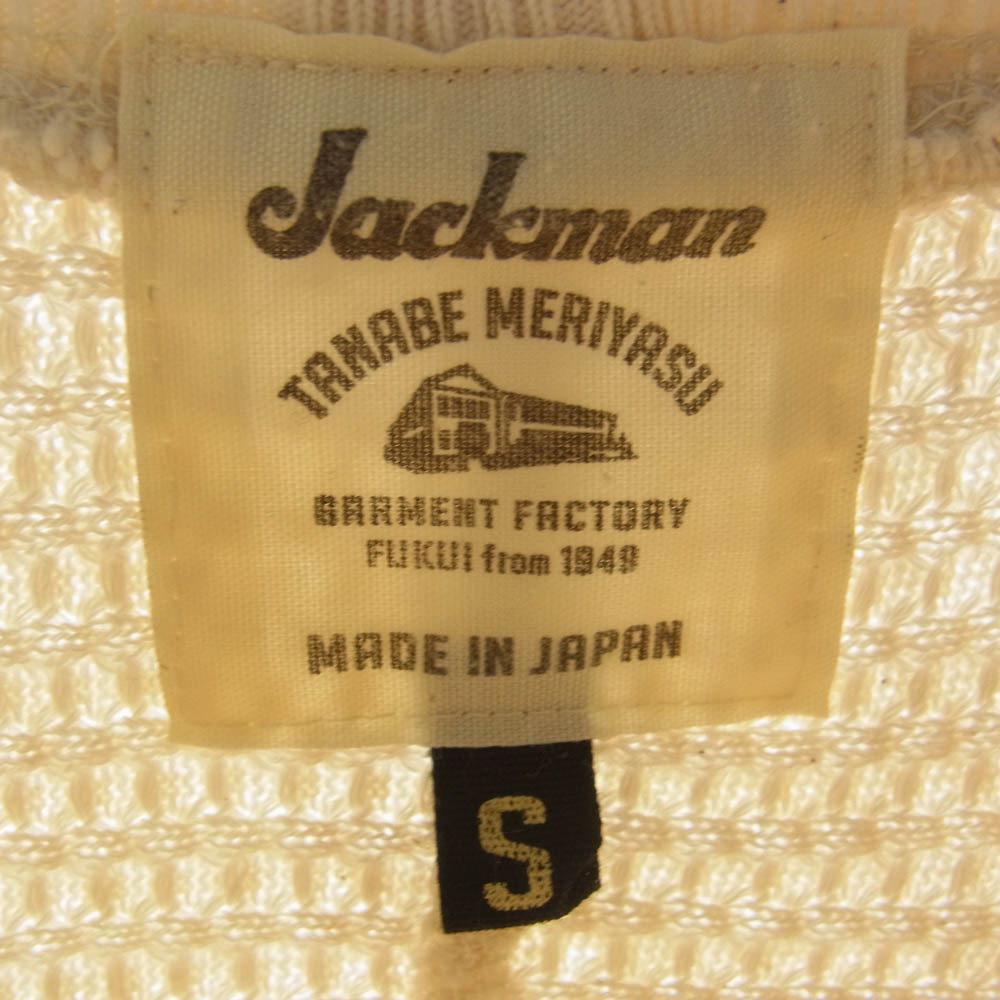 Jackman
TANABE MERIYASU
GARMENT FACTORY
FUKUI from 1949
MADE IN JAPAN
S